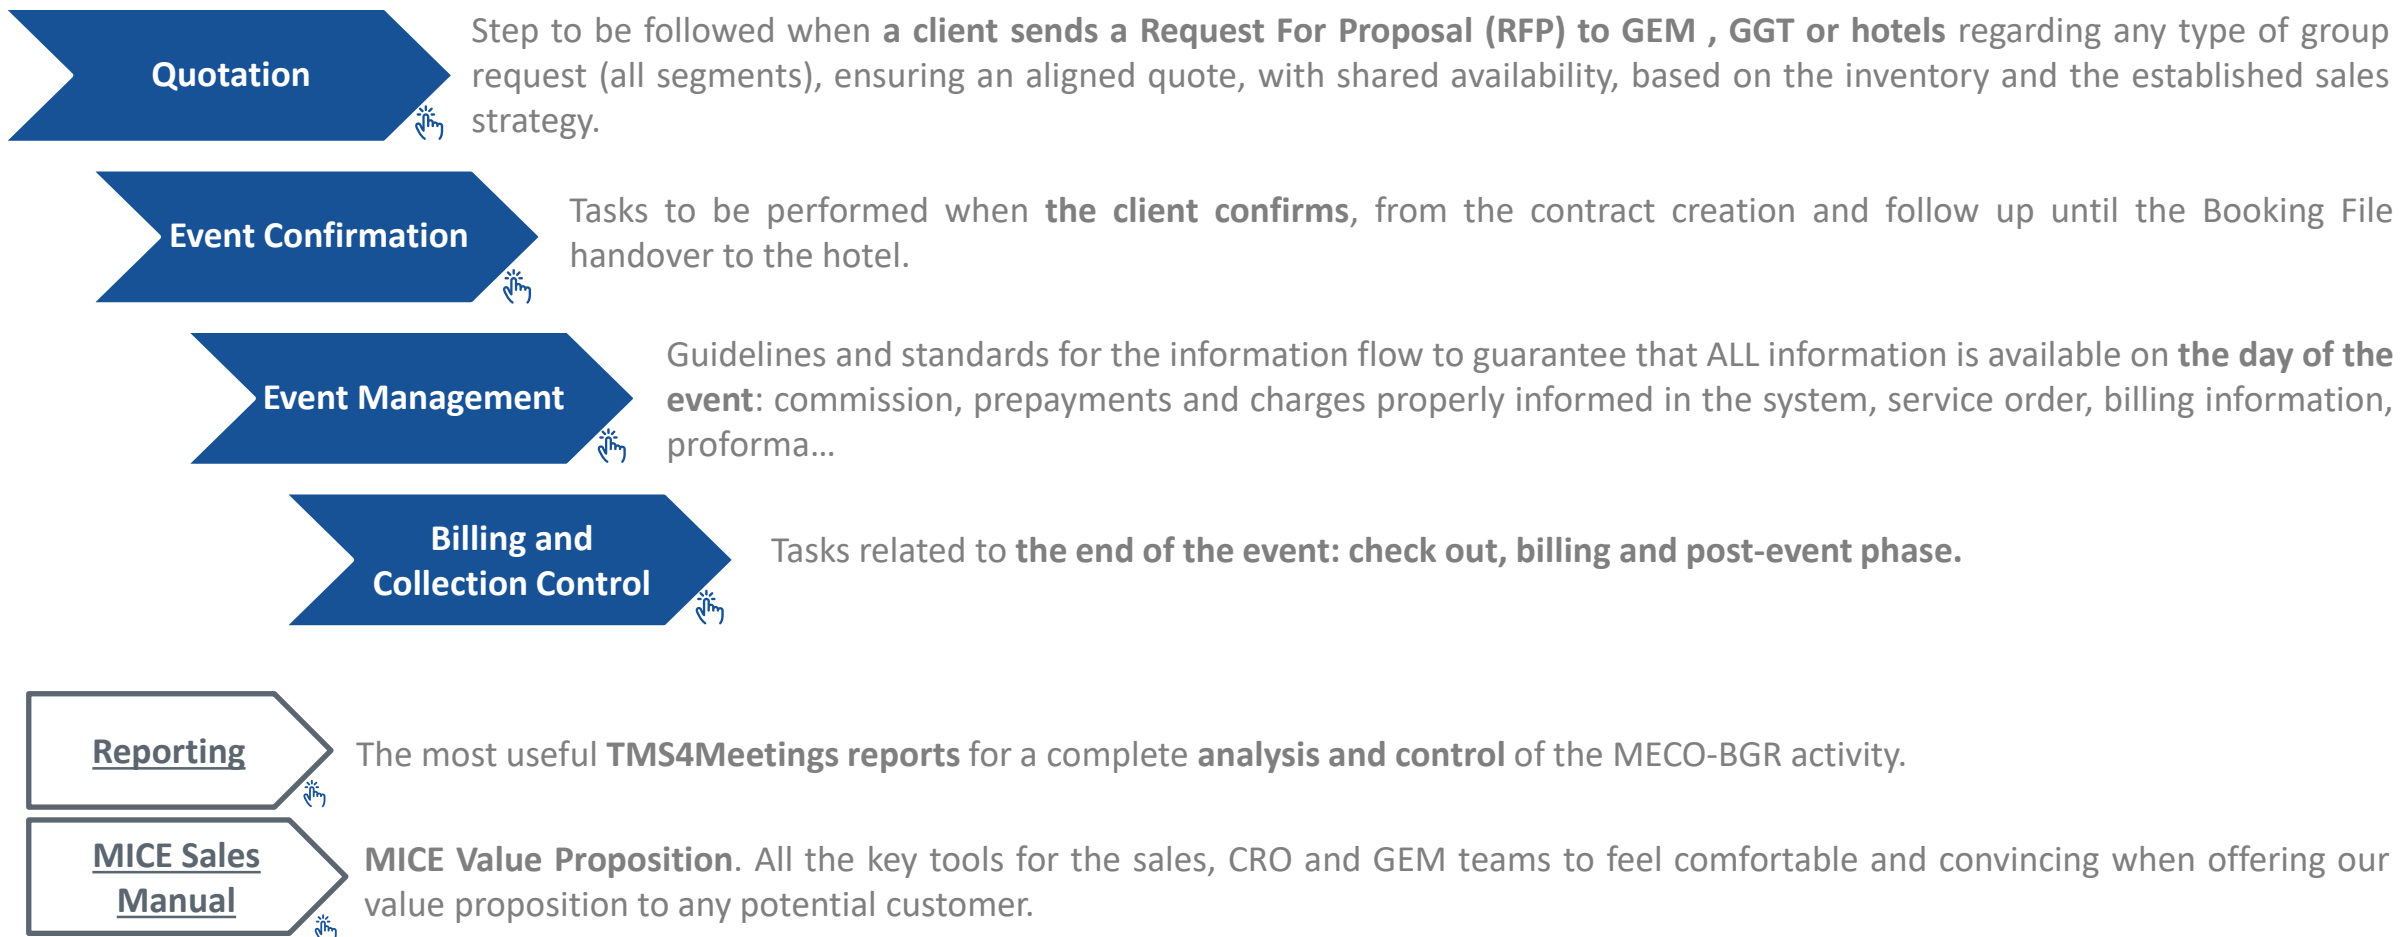 Quotation
Step to be followed when a client sends a Request For Proposal (RFP) to GEM , GGT or hotels regarding any type of group
request (all segments), ensuring an aligned quote, with shared availability, based on the inventory and the established sales
strategy.
Event Confirmation
Tasks to be performed when the client confirms, from the contract creation and follow up until the Booking File
handover to the hotel.
Event Management
Guidelines and standards for the information flow to guarantee that ALL information is available on the day of the
event: commission, prepayments and charges properly informed in the system, service order, billing information,
proforma…
Billing and
Collection Control
Tasks related to the end of the event: check out, billing and post-event phase.
Reporting
The most useful TMS4Meetings reports for a complete analysis and control of the MECO-BGR activity.
MICE Sales
Manual
MICE Value Proposition. All the key tools for the sales, CRO and GEM teams to feel comfortable and convincing when offering our
value proposition to any potential customer.